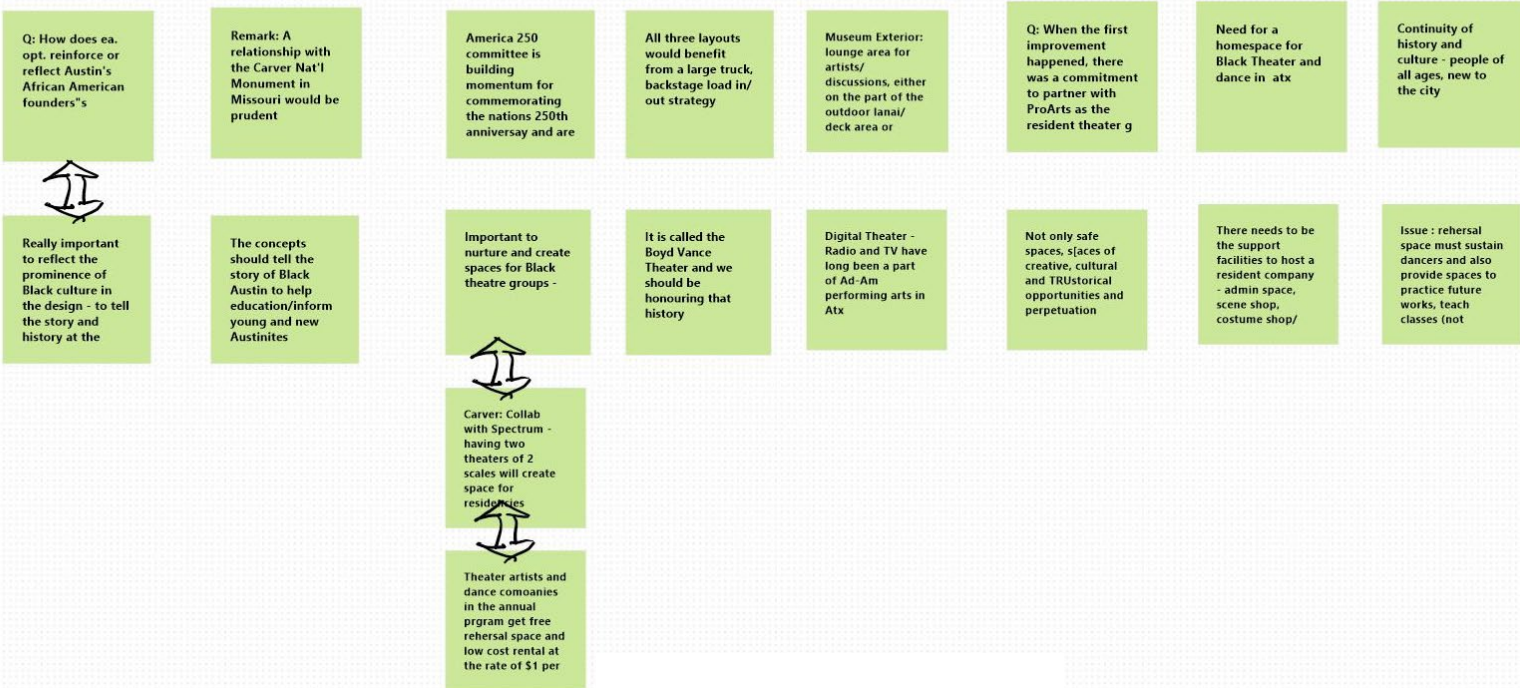 Q: How does ea.
opt. reinforce or
reflect Austin's
African American
founders"s
Remark: A
relationship with
the Carver Nat'l
Monument in
Missouri would be
prudent
America 250
committee is
building
momentum for
commemorating
the nations 250th
anniversay and are
All three layouts
would benefit
from a large truck,
backstage load in/
out strategy
Museum Exterior:
lounge area for
artists/
discussions, either
on the part of the
outdoor lanai/
deck area or
Q: When the first
improvement
happened, there
was a commitment
to partner with
ProArts as the
resident theater g
Need for a
homespace for
Black Theater and
dance in atx
Continuity of
history and
culture - people of
all ages, new to
the city
Really important
to reflect the
prominence of
Black culture in
the design - to tell
the story and
history at the
The concepts
should tell the
story of Black
Austin to help
education/inform
young and new
Austinites
Important to
nurture and create
spaces for Black
theatre groups -
It is called the
Boyd Vance
Theater and we
should be
honouring that
history
Digital Theater -
Radio and TV have
long been a part
of Ad-Am
performing arts in
Atx
Not only safe
spaces, s[aces of
creative, cultural
and TRUstorical
opportunities and
perpetuation
There needs to be
the support
facilities to host a
resident company
- admin space,
scene shop,
costume shop/
Issue : rehersal
space must sustain
dancers and also
provide spaces to
practice future
works, teach
classes (not
Carver: Collab
with Spectrum -
having two
theaters of 2
scales will create
space for
residencies
Theater artists and
dance comoanies
in the annual
prgram get free
rehersal space and
low cost rental at
the rate of $1 per